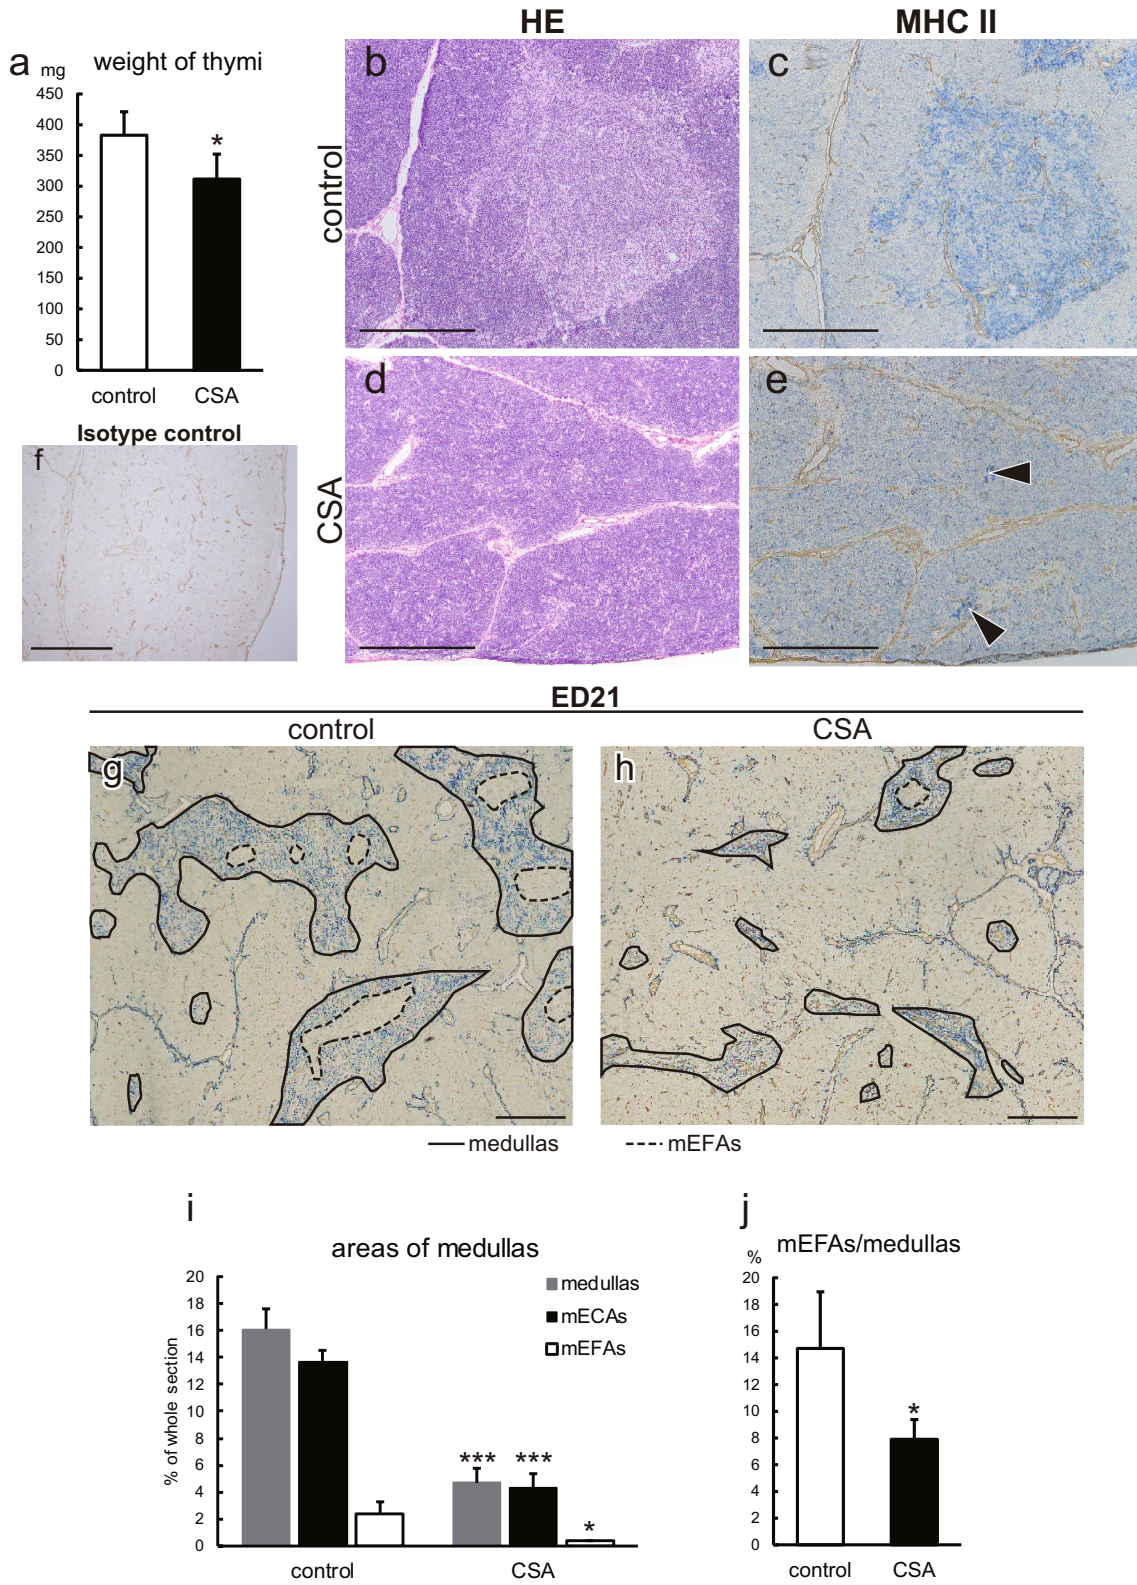 HE
MHC II
a
mg
weight of thymi
450
400
350
300
250
200
150
100
50
0
*
control
CSA
b
c
control
d
e
CSA
Isotype control
f
ED21
control
CSA
g
h
medullas
mEFAs
i
areas of medullas
% of whole section
20
18
16
14
12
10
8
6
4
2
0
medullas
mECAs
mEFAs
***
***
*
control
CSA
j
mEFAs/medullas
%
20
18
16
14
12
10
8
6
4
2
0
*
control
CSA